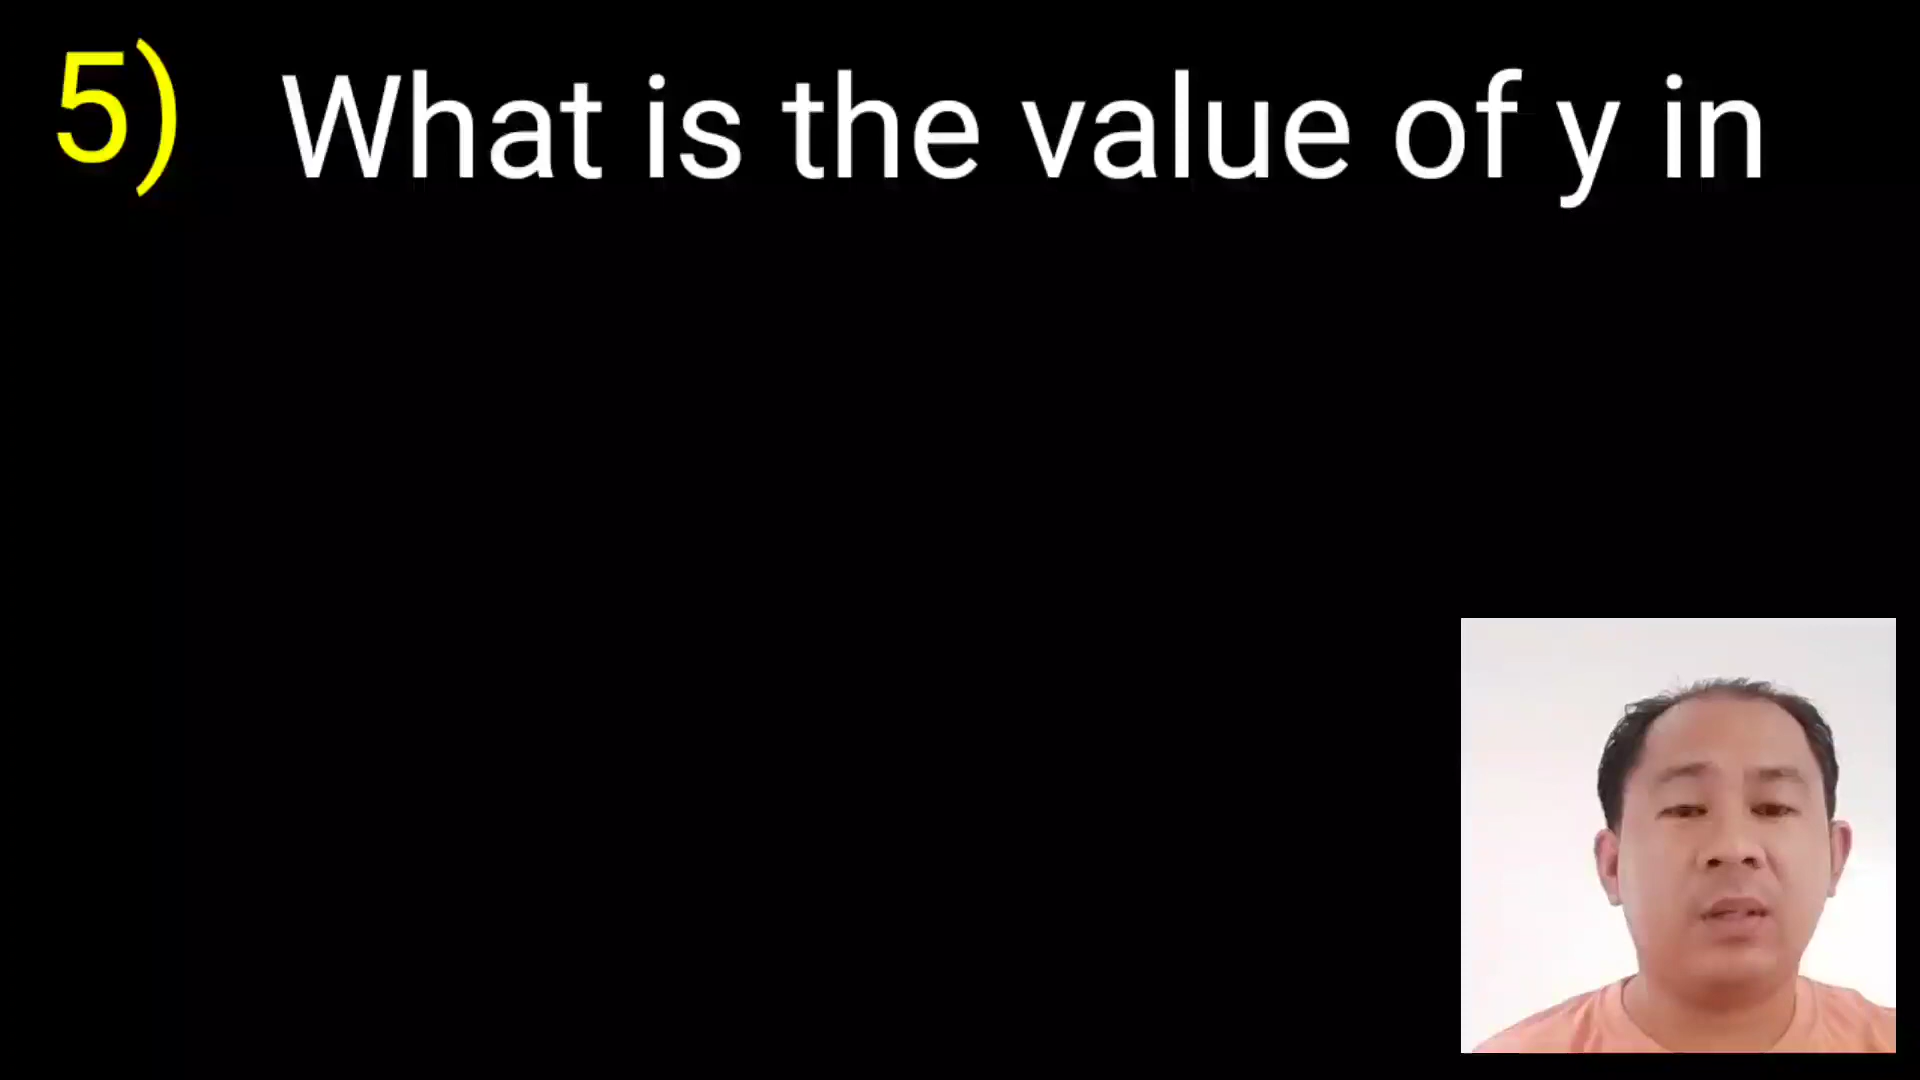 5) What is the value of y in